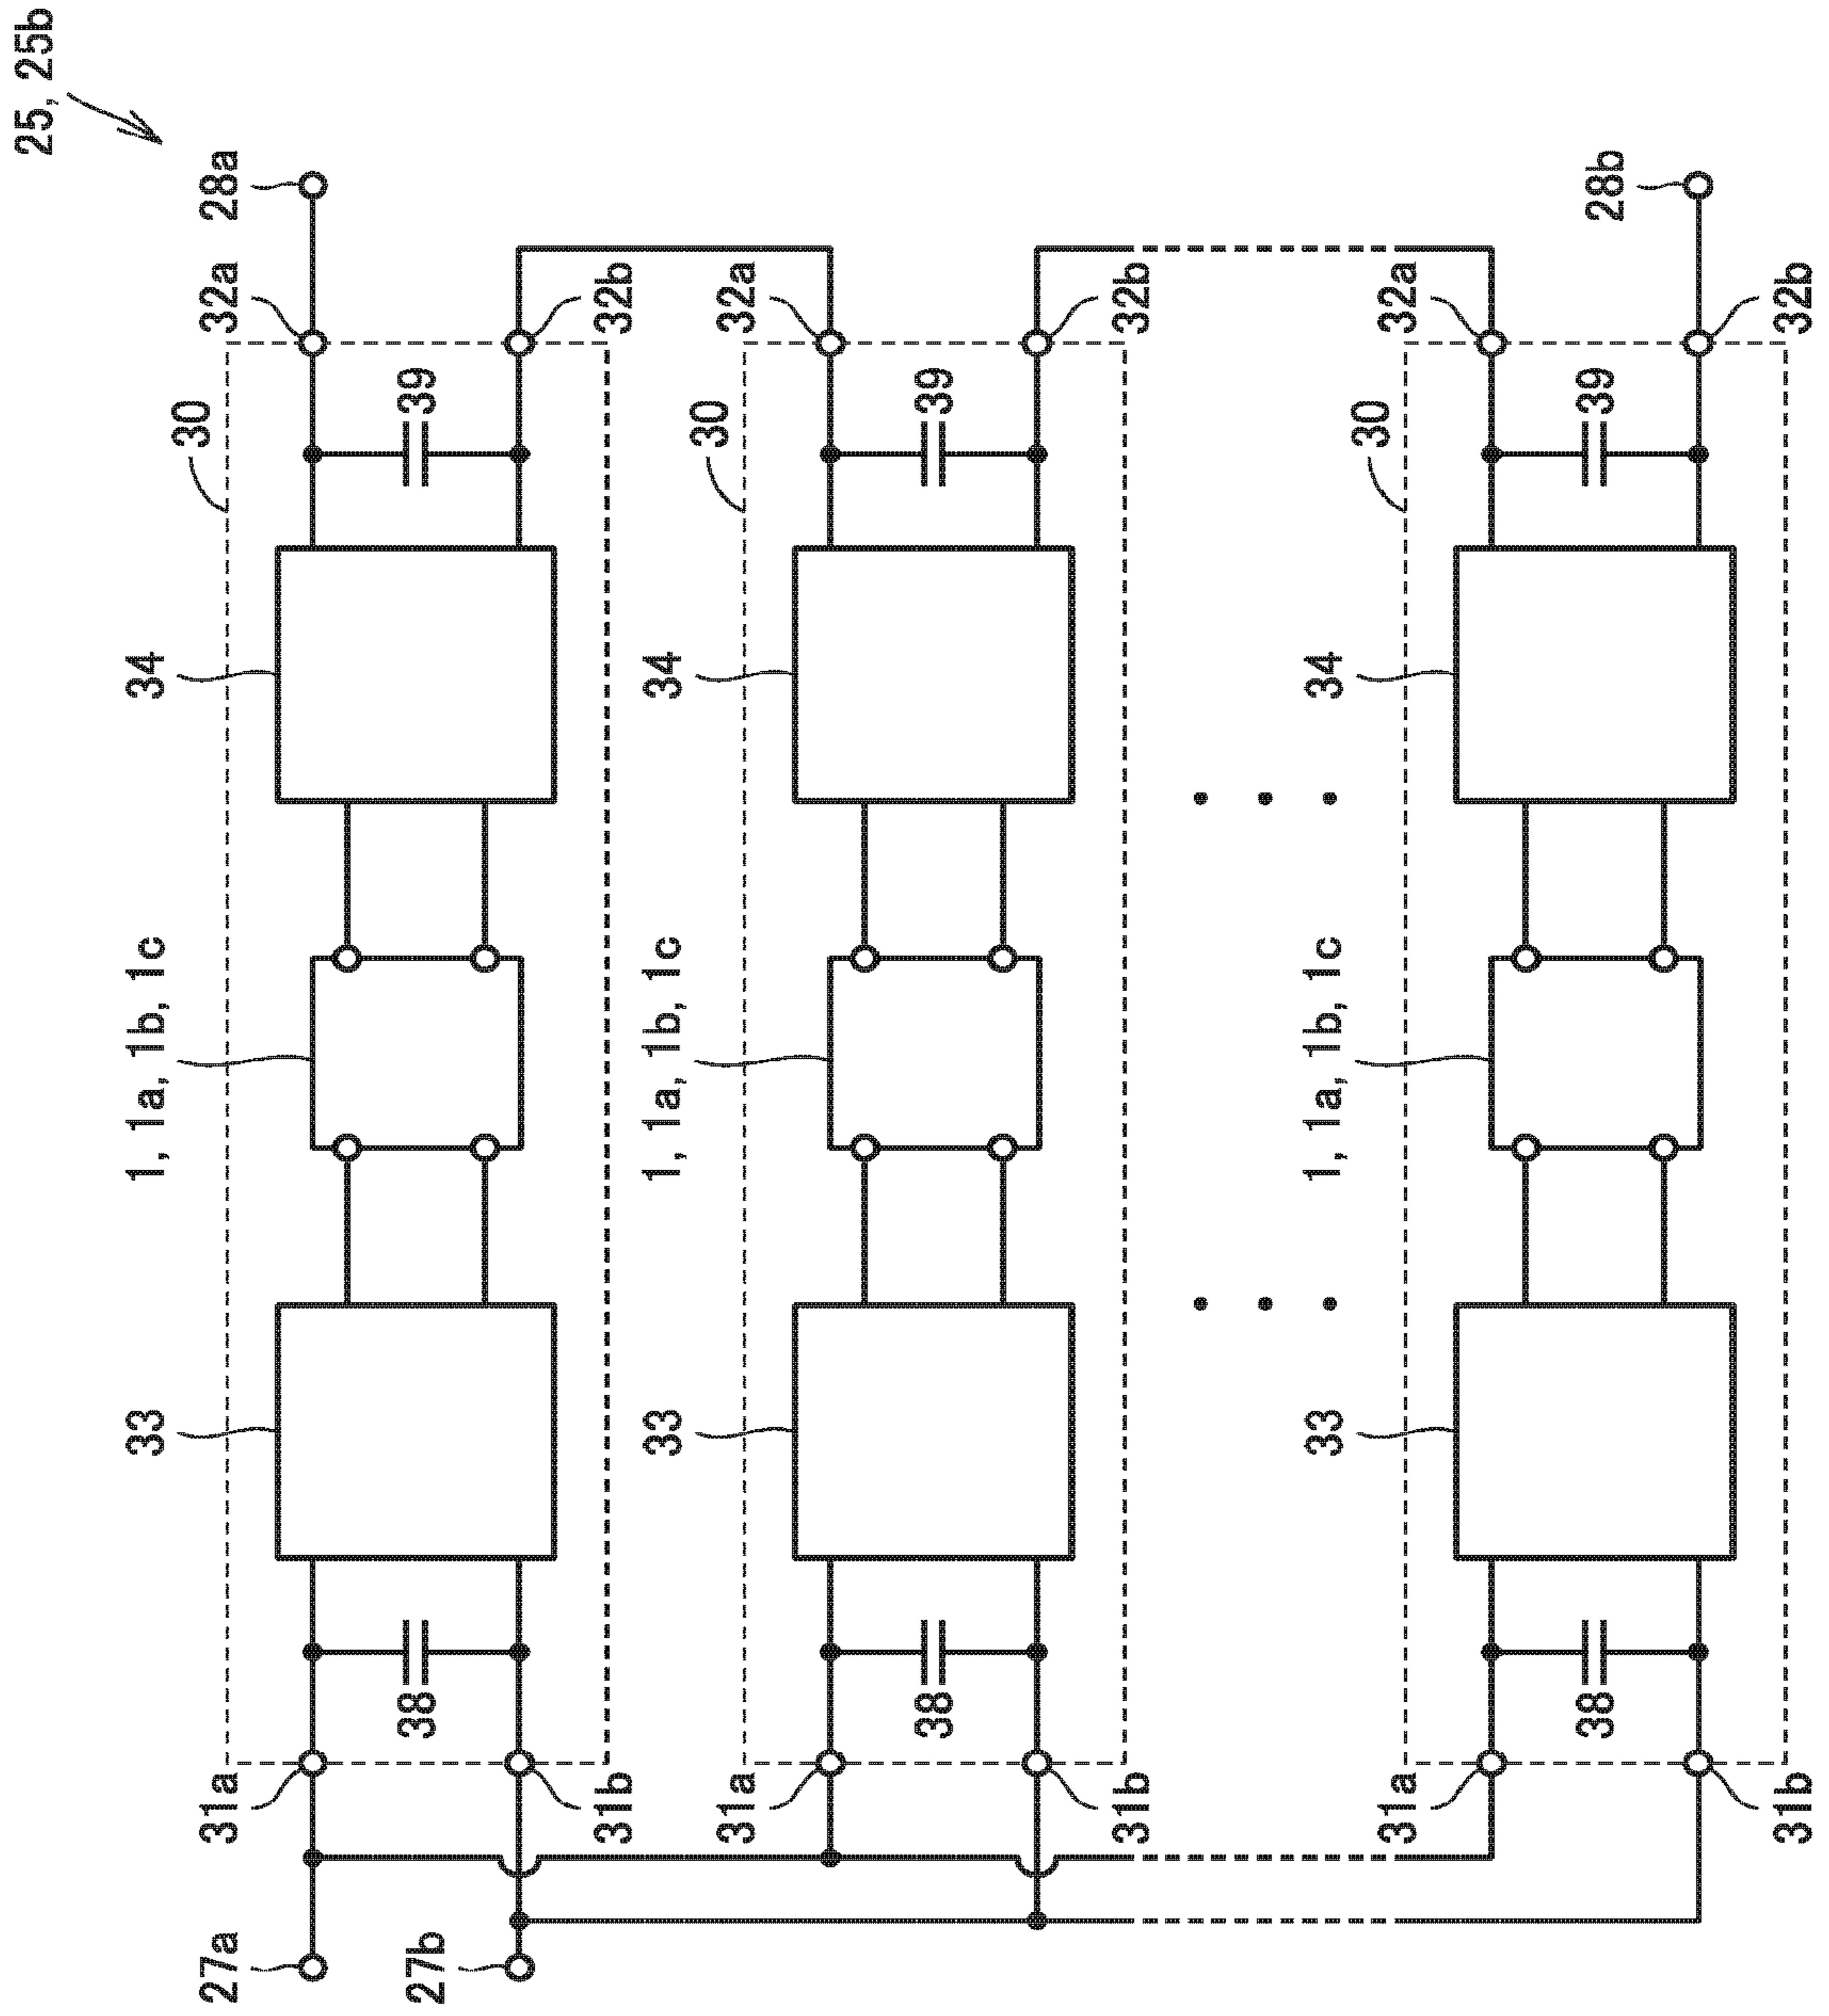 25, 25b
28a
28b
32a
32b
32a
32b
32a
32b
30
39
30
39
30
39
34
34
34
1, 1a, 1b, 1c
1, 1a, 1b, 1c
1, 1a, 1b, 1c
33
33
33
38
38
38
31a
31b
31a
31b
31a
31b
27a
27b